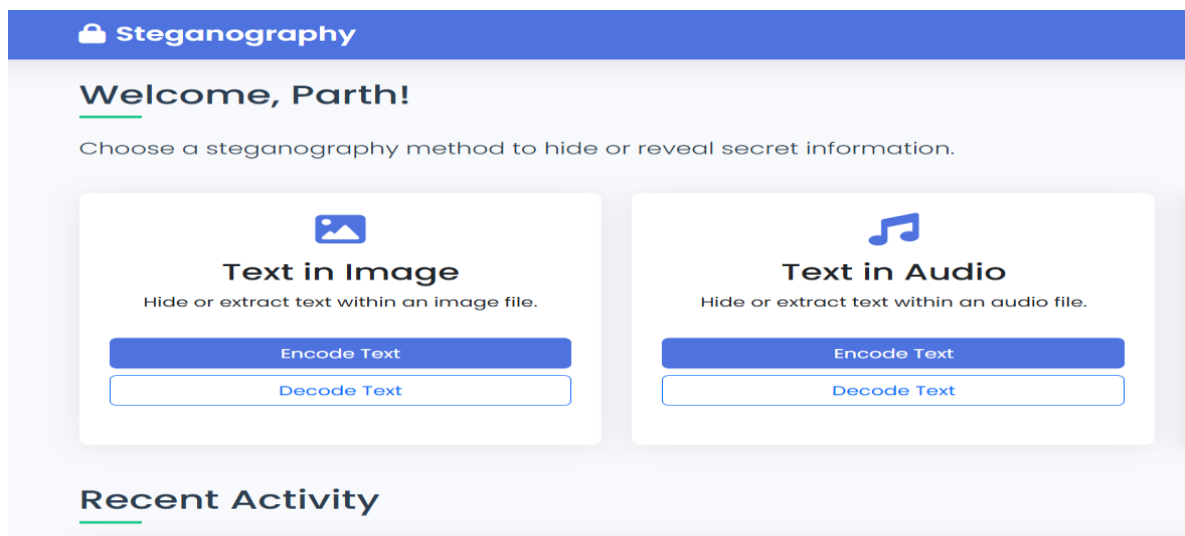 Steganography
Welcome, Parth!
Choose a steganography method to hide or reveal secret information.
Text in Image
Hide or extract text within an image file.
Encode Text
Decode Text
Text in Audio
Hide or extract text within an audio file.
Encode Text
Decode Text
Recent Activity